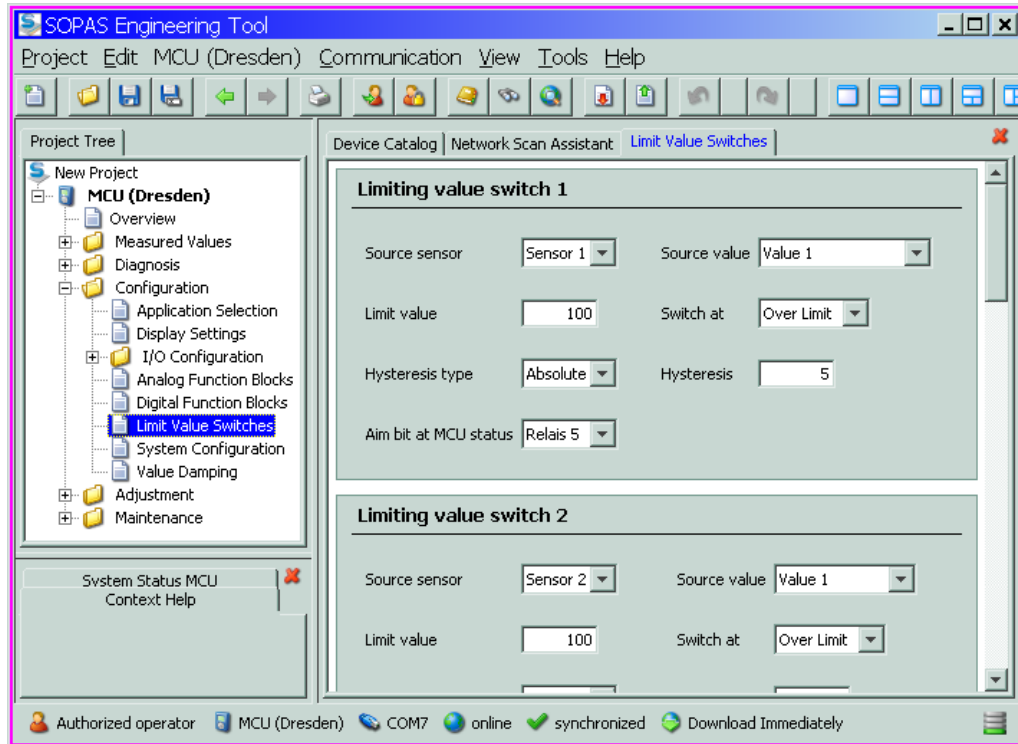 SOPAS Engineering Tool
Project Edit MCU (Dresden) Communication View Tools Help
Project Tree
New Project
MCU (Dresden)
Overview
Measured Values
Diagnosis
Configuration
Application Selection
Display Settings
I/O Configuration
Analog Function Blocks
Digital Function Blocks
Limit Value Switches
System Configuration
Value Damping
Adjustment
Maintenance
System Status MCU
Context Help
Device Catalog Network Scan Assistant Limit Value Switches
Limiting value switch 1
Source sensor Sensor 1 Source value Value 1
Limit value 100 Switch at Over Limit
Hysteresis type Absolute Hysteresis 5
Aim bit at MCU status Relais 5
Limiting value switch 2
Source sensor Sensor 2 Source value Value 1
Limit value 100 Switch at Over Limit
Authorized operator MCU (Dresden) COM7 online synchronized Download Immediately